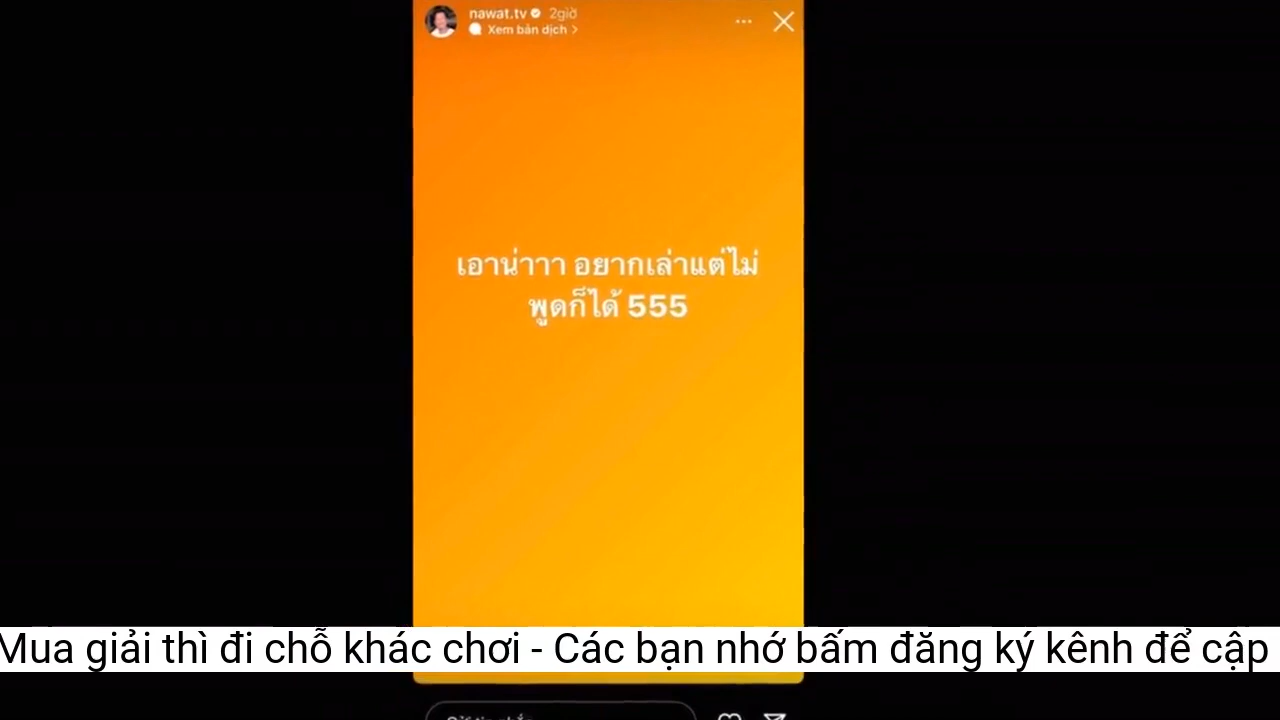 nawat.tv 2giờ
Xem bản dịch >
เอาน่าาา อยากเล่าแต่ไม่
พูดก็ได้ 555
Mua giải thì đi chỗ khác chơi - Các bạn nhớ bấm đăng ký kênh để cập